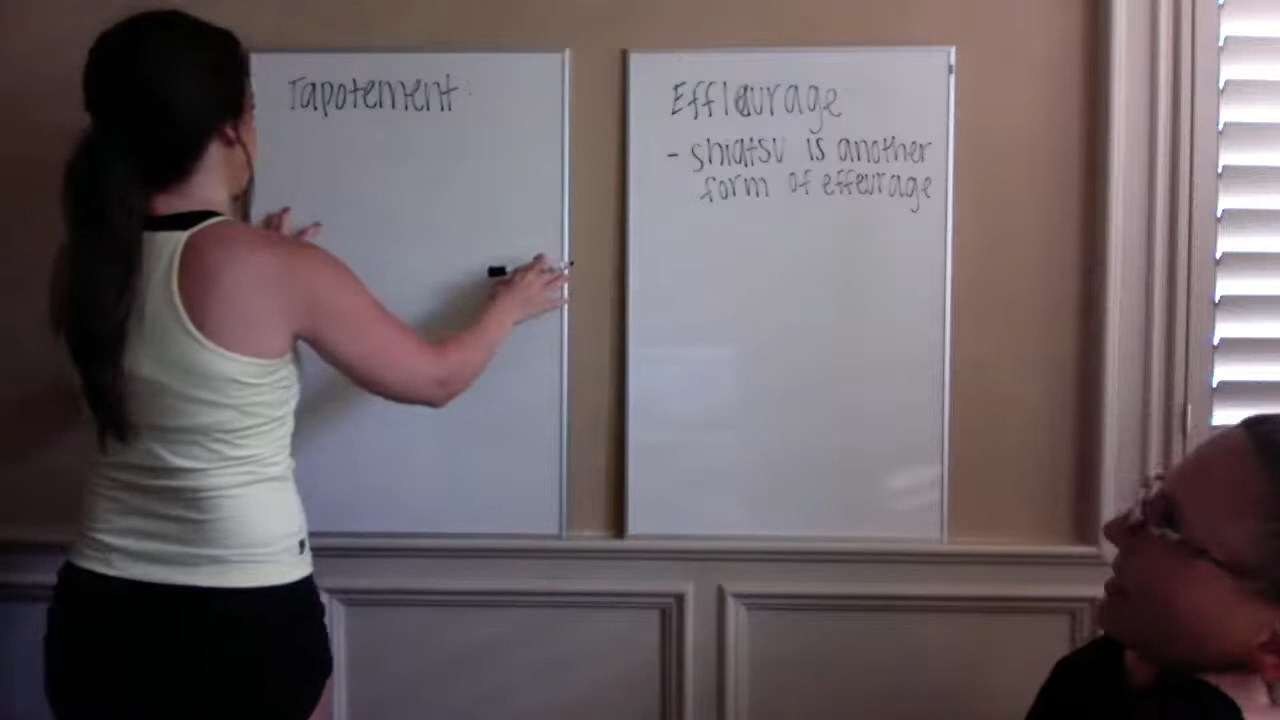 Tapotement:
Effleurage
- shiatsu is another
form of effeurage